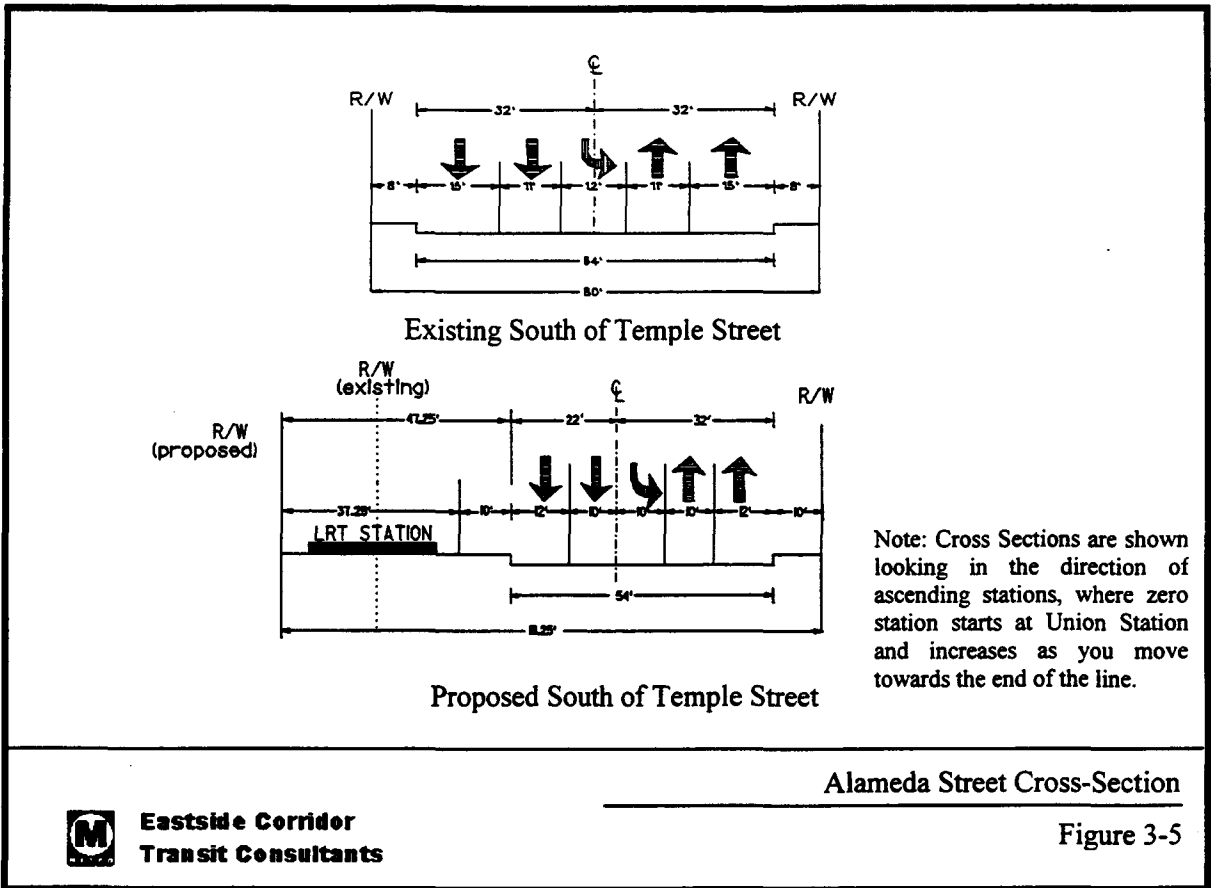 ℄
R/W
R/W
32'
32'
8'
15'
11'
12'
11'
15'
8'
64'
80'
Existing South of Temple Street
R/W
(existing)
℄
R/W
R/W
(proposed)
47.25'
22'
32'
37.25'
10'
12'
10'
10'
10'
12'
10'
LRT STATION
54'
111.25'
Proposed South of Temple Street
Note: Cross Sections are shown
looking in the direction of
ascending stations, where zero
station starts at Union Station
and increases as you move
towards the end of the line.
Alameda Street Cross-Section
Figure 3-5
M
Eastside Corridor
Transit Consultants